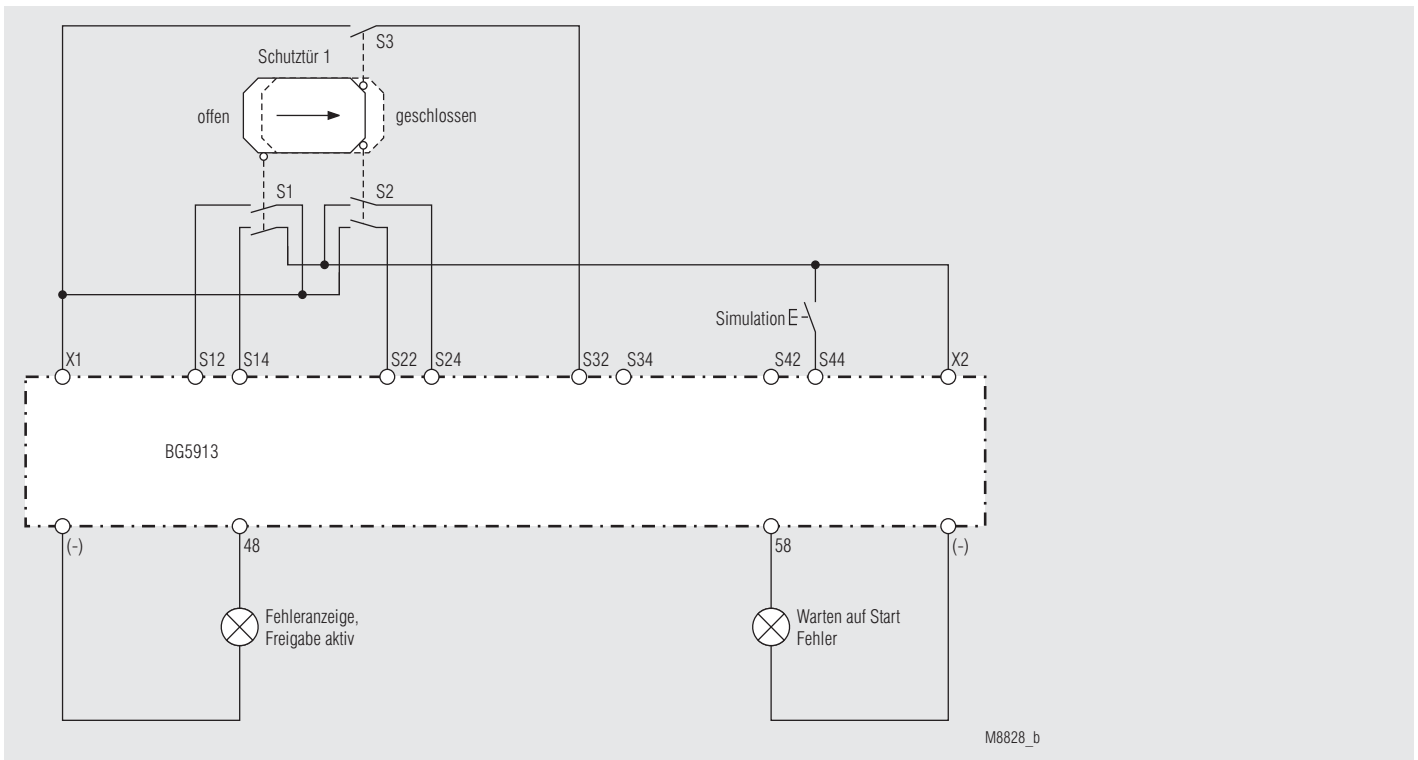 S3
Schutztür 1
offen
geschlossen
S1
S2
Simulation
X1
S12
S14
S22
S24
S32
S34
S42
S44
X2
BG5913
(-)
48
58
(-)
Fehleranzeige,
Freigabe aktiv
Warten auf Start
Fehler
M8828_b